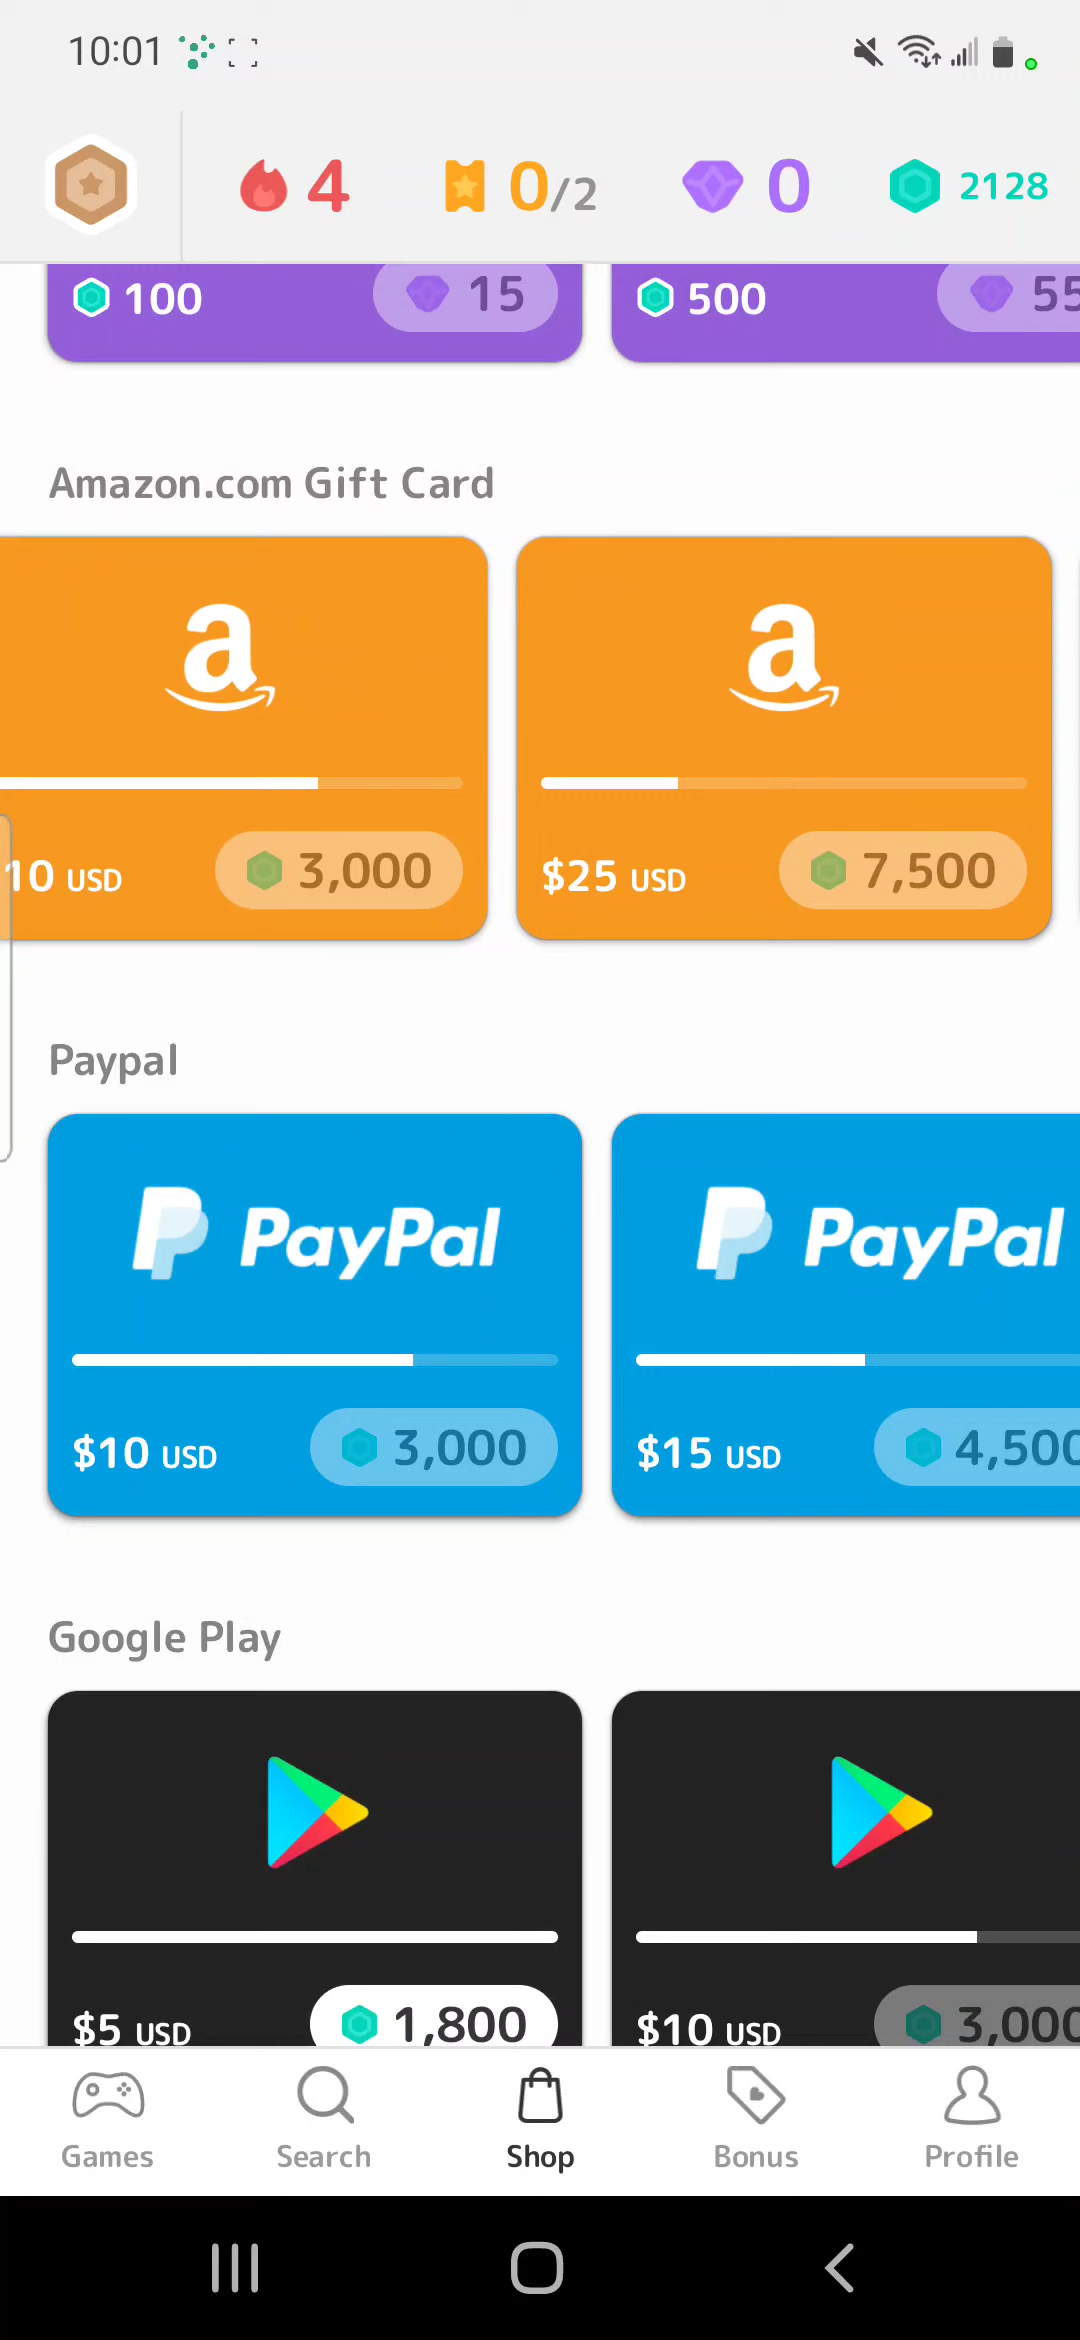 10:01
4
0/2
0
2128
100
15
500
55
Amazon.com Gift Card
a
a
10 USD
3,000
$25 USD
7,500
Paypal
PayPal
PayPal
$10 USD
3,000
$15 USD
4,500
Google Play
$5 USD
1,800
$10 USD
3,000
Games
Search
Shop
Bonus
Profile